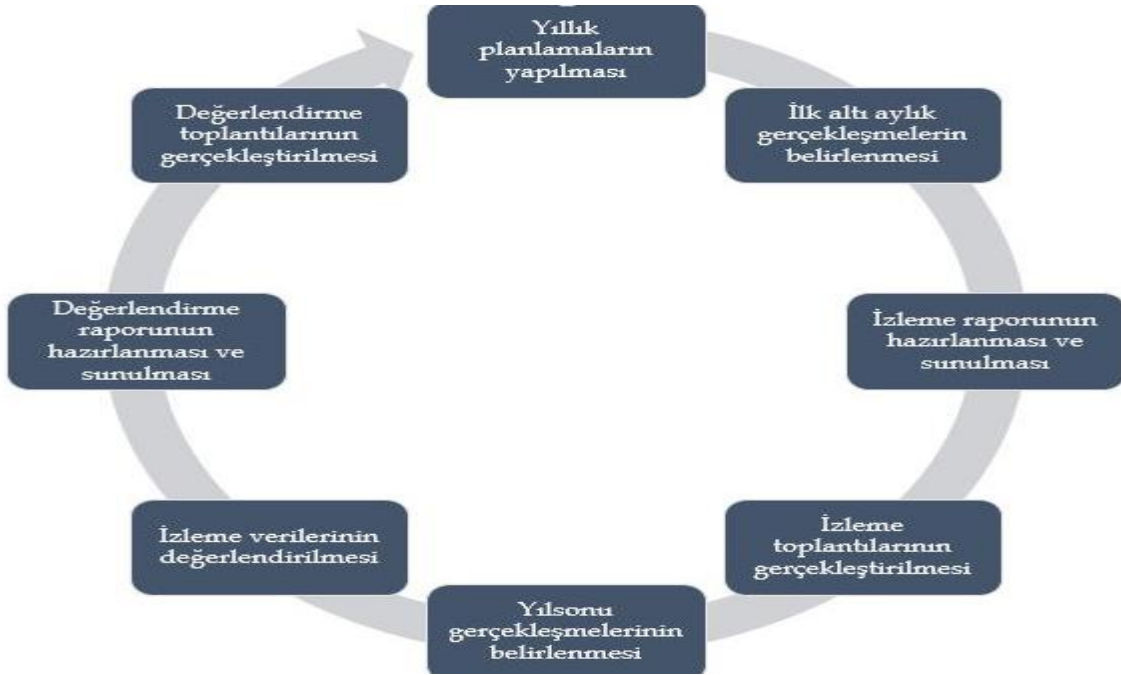 Yıllık
planlamaların
yapılması
İlk altı aylık
gerçekleşmelerin
belirlenmesi
İzleme raporunun
hazırlanması ve
sunulması
İzleme
toplantılarının
gerçekleştirilmesi
Yılsonu
gerçekleşmelerinin
belirlenmesi
İzleme verilerinin
değerlendirilmesi
Değerlendirme
raporunun
hazırlanması ve
sunulması
Değerlendirme
toplantılarının
gerçekleştirilmesi